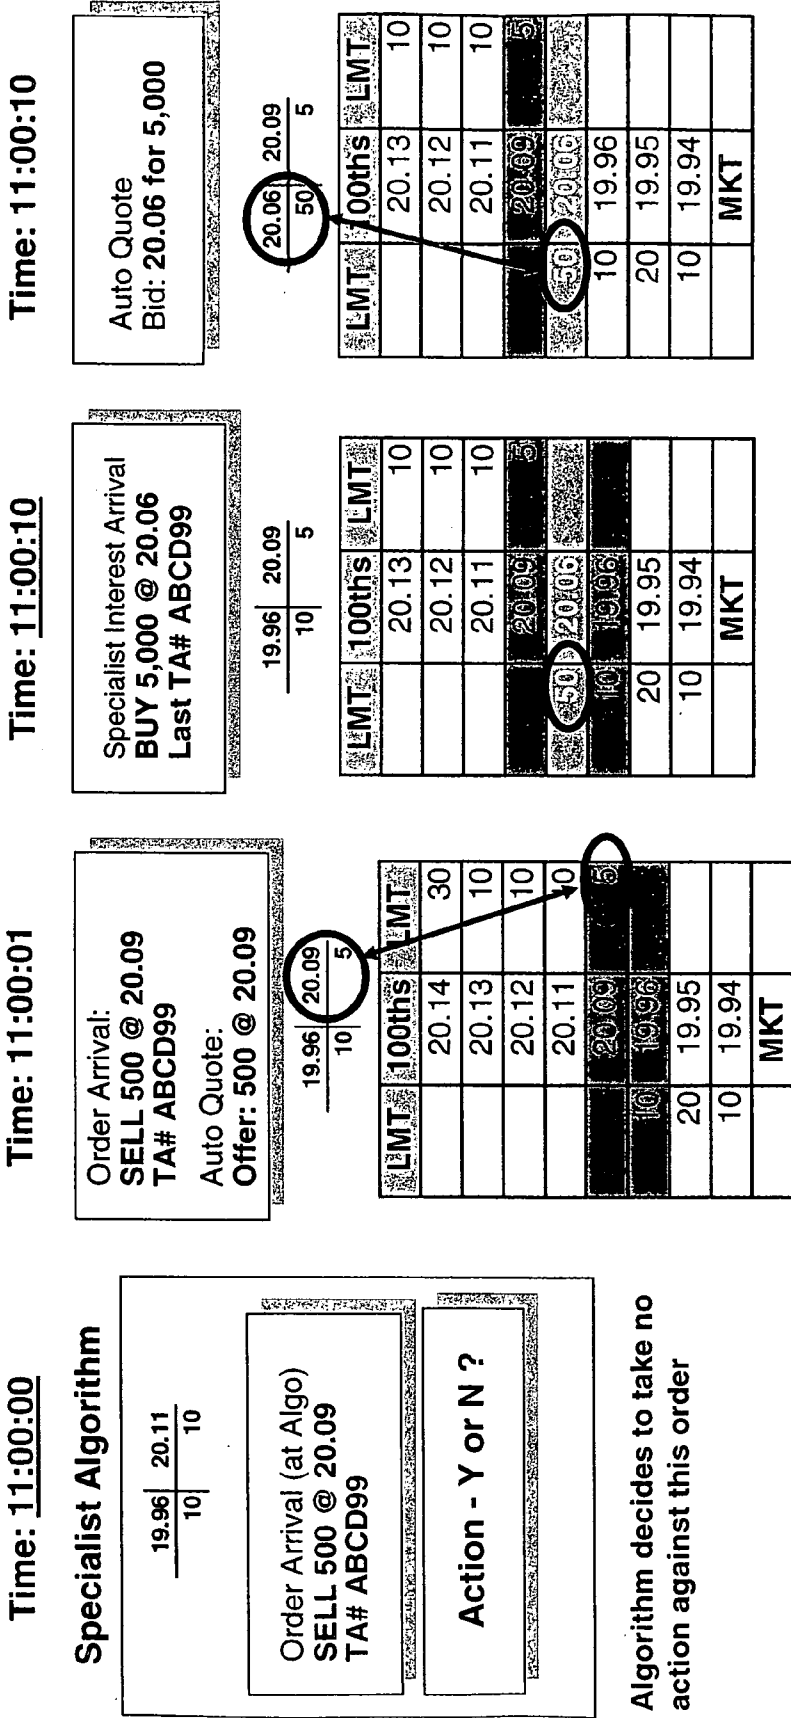 Time: 11:00:00
Specialist Algorithm
19.96 20.11
10 10
Order Arrival (at Algo)
SELL 500 @ 20.09
TA# ABCD99
Action - Y or N ?
Algorithm decides to take no
action against this order
Time: 11:00:01
Order Arrival:
SELL 500 @ 20.09
TA# ABCD99
Auto Quote:
Offer: 500 @ 20.09
19.96 20.09
10 5
LMT 100ths LMT
20.14 30
20.13 10
20.12 10
20.11 10
20.09 5
10 19.96
20 19.95
10 19.94
MKT
Time: 11:00:10
Specialist Interest Arrival
BUY 5,000 @ 20.06
Last TA# ABCD99
19.96 20.09
10 5
LMT 100ths LMT
20.13 10
20.12 10
20.11 10
20.09 5
50 20.06
10 19.96
20 19.95
10 19.94
MKT
Time: 11:00:10
Auto Quote
Bid: 20.06 for 5,000
20.06 20.09
50 5
LMT 100ths LMT
20.13 10
20.12 10
20.11 10
20.09 5
50 20.06
10 19.96
20 19.95
10 19.94
MKT